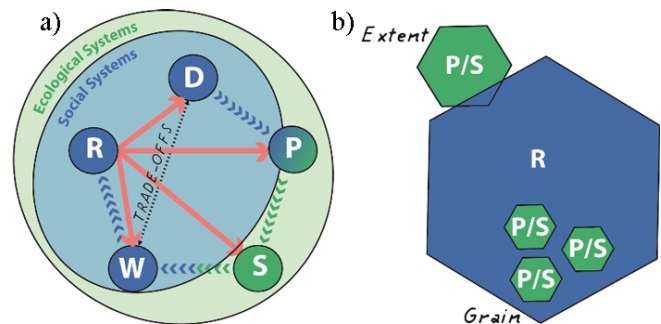 a)
Ecological Systems
Social Systems
D
R
P
TRADE-OFFS
W
S
b)
Extent
P/S
R
P/S
P/S
P/S
Grain